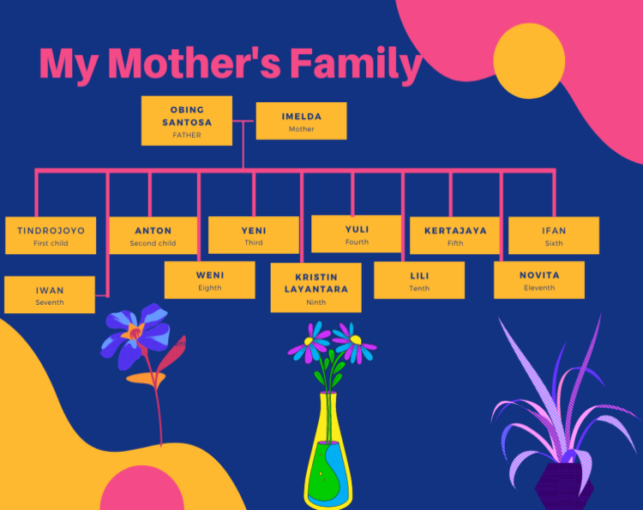 My Mother's Family
OBING
SANTOSA
FATHER
IMELDA
Mother
TINDROJOYO
First child
ANTON
Second child
YENI
Third
YULI
Fourth
KERTAJAYA
Fifth
IFAN
Sixth
IWAN
Seventh
WENI
Eighth
KRISTIN
LAYANTARA
Ninth
LILI
Tenth
NOVITA
Eleventh